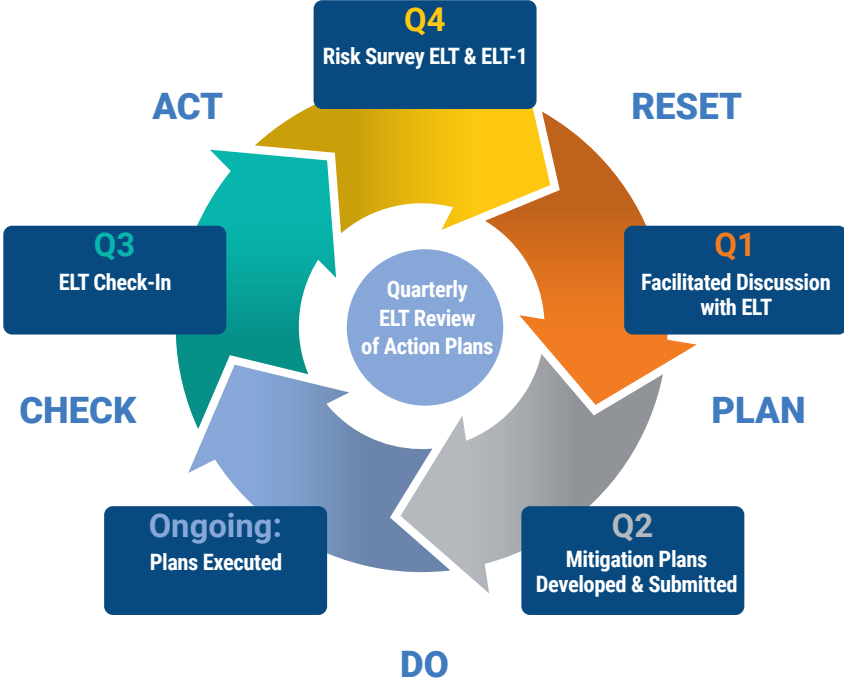 Q4
Risk Survey ELT & ELT-1
ACT
RESET
Q3
ELT Check-In
Q1
Facilitated Discussion
with ELT
Quarterly
ELT Review
of Action Plans
CHECK
PLAN
Ongoing:
Plans Executed
Q2
Mitigation Plans
Developed & Submitted
DO